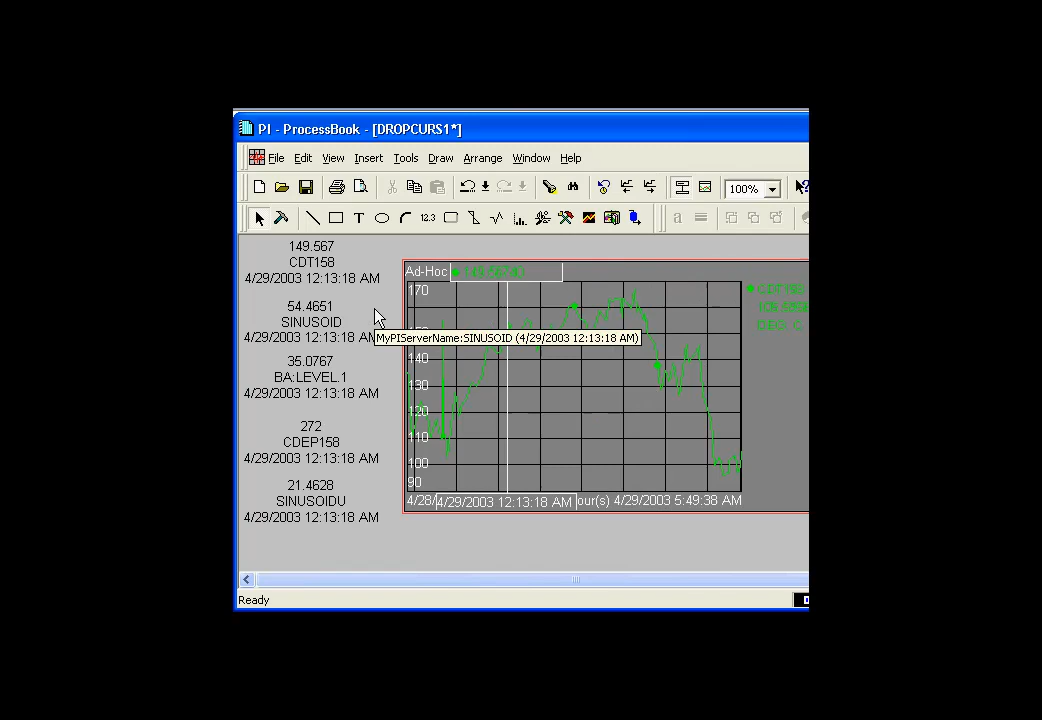 PI - ProcessBook - [DROPCURS1*]
File Edit View Insert Tools Draw Arrange Window Help
100%
T 12.3 a
149.567
CDT158
4/29/2003 12:13:18 AM
54.4651
SINUSOID
4/29/2003 12:13:18 AM
35.0767
BA:LEVEL.1
4/29/2003 12:13:18 AM
272
CDEP158
4/29/2003 12:13:18 AM
21.4628
SINUSOIDU
4/29/2003 12:13:18 AM
Ad-Hoc
170
MyPIServerName:SINUSOID (4/29/2003 12:13:18 AM)
140
130
120
110
100
90
4/28/
4/29/2003 12:13:18 AM
our(s) 4/29/2003 5:49:38 AM
Ready